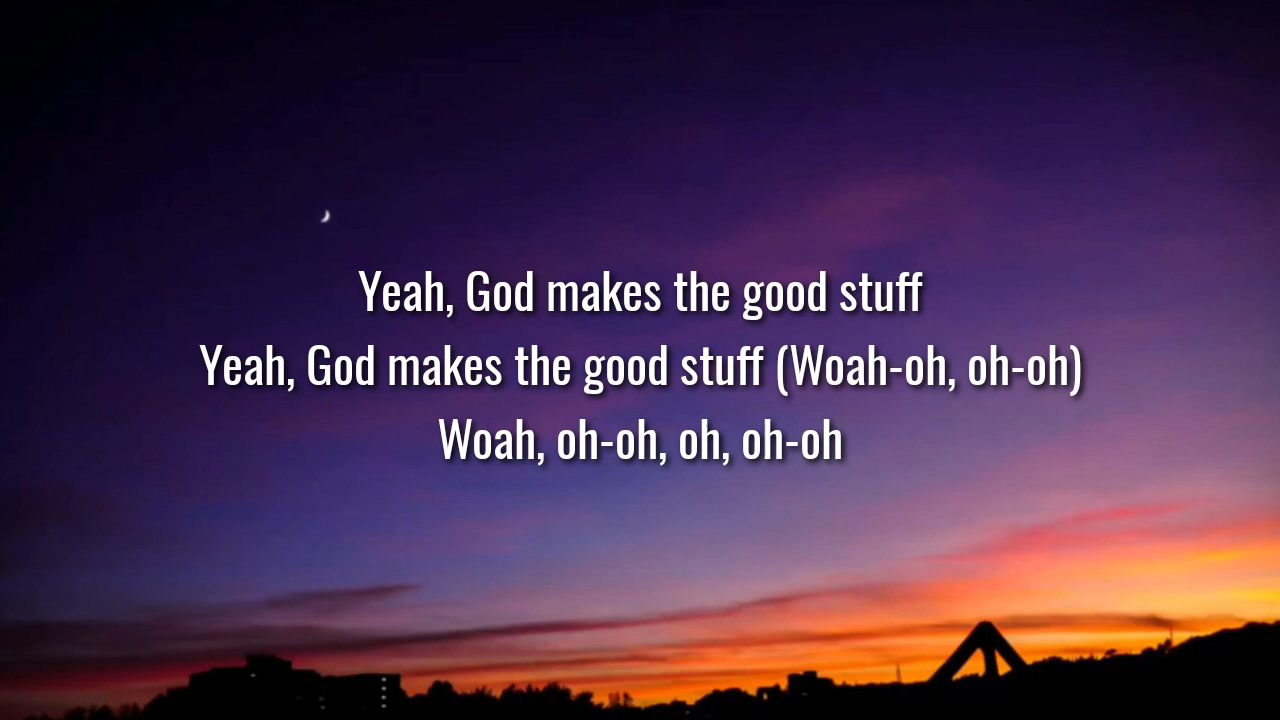 Yeah, God makes the good stuff
Yeah, God makes the good stuff (Woah-oh, oh-oh)
Woah, oh-oh, oh, oh-oh